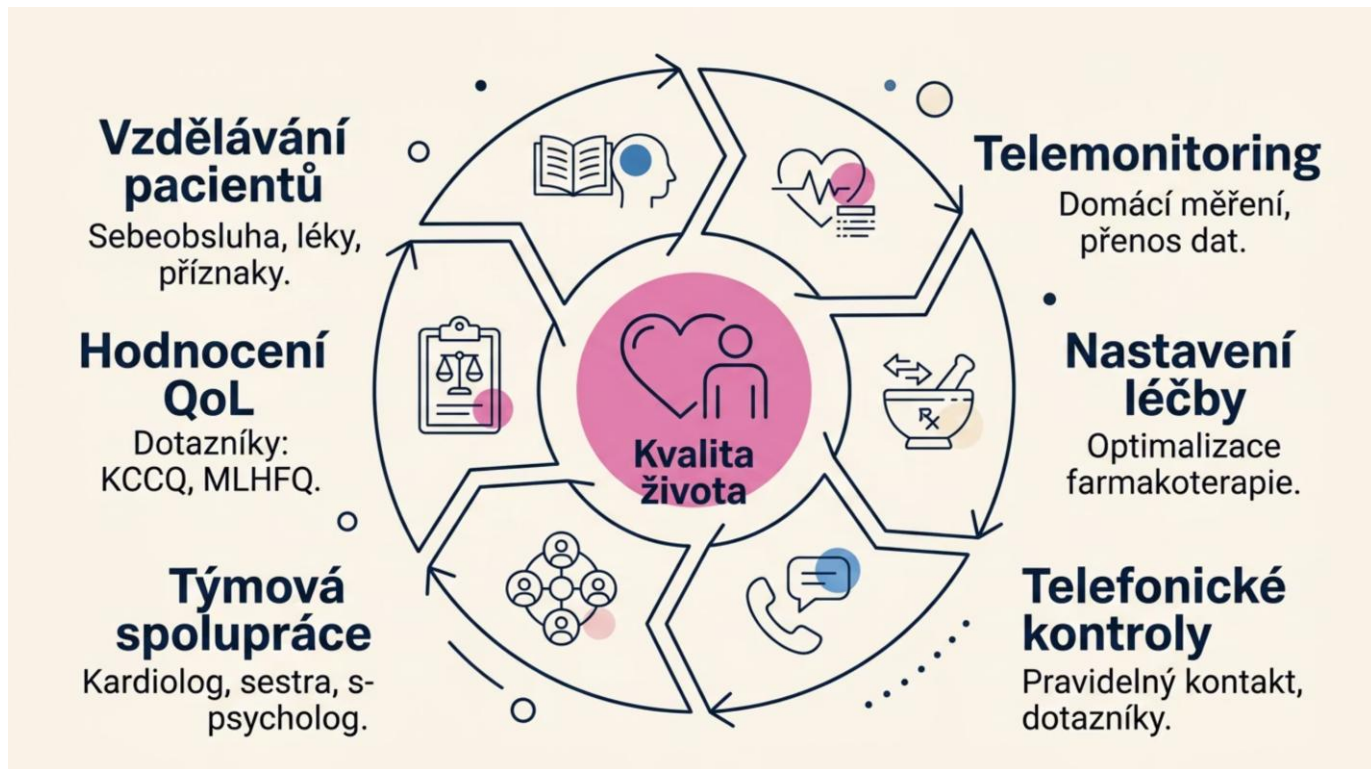 Vzdělávání
pacientů
Sebeobsluha, léky,
příznaky.
Telemonitoring
Domácí měření,
přenos dat.
Hodnocení
QoL
Dotazníky:
KCCQ, MLHFQ.
Kvalita
života
Nastavení
léčby
Optimalizace
farmakoterapie.
Týmová
spolupráce
Kardiolog, sestra, s-
psycholog.
Telefonické
kontroly
Pravidelný kontakt,
dotazníky.
℞